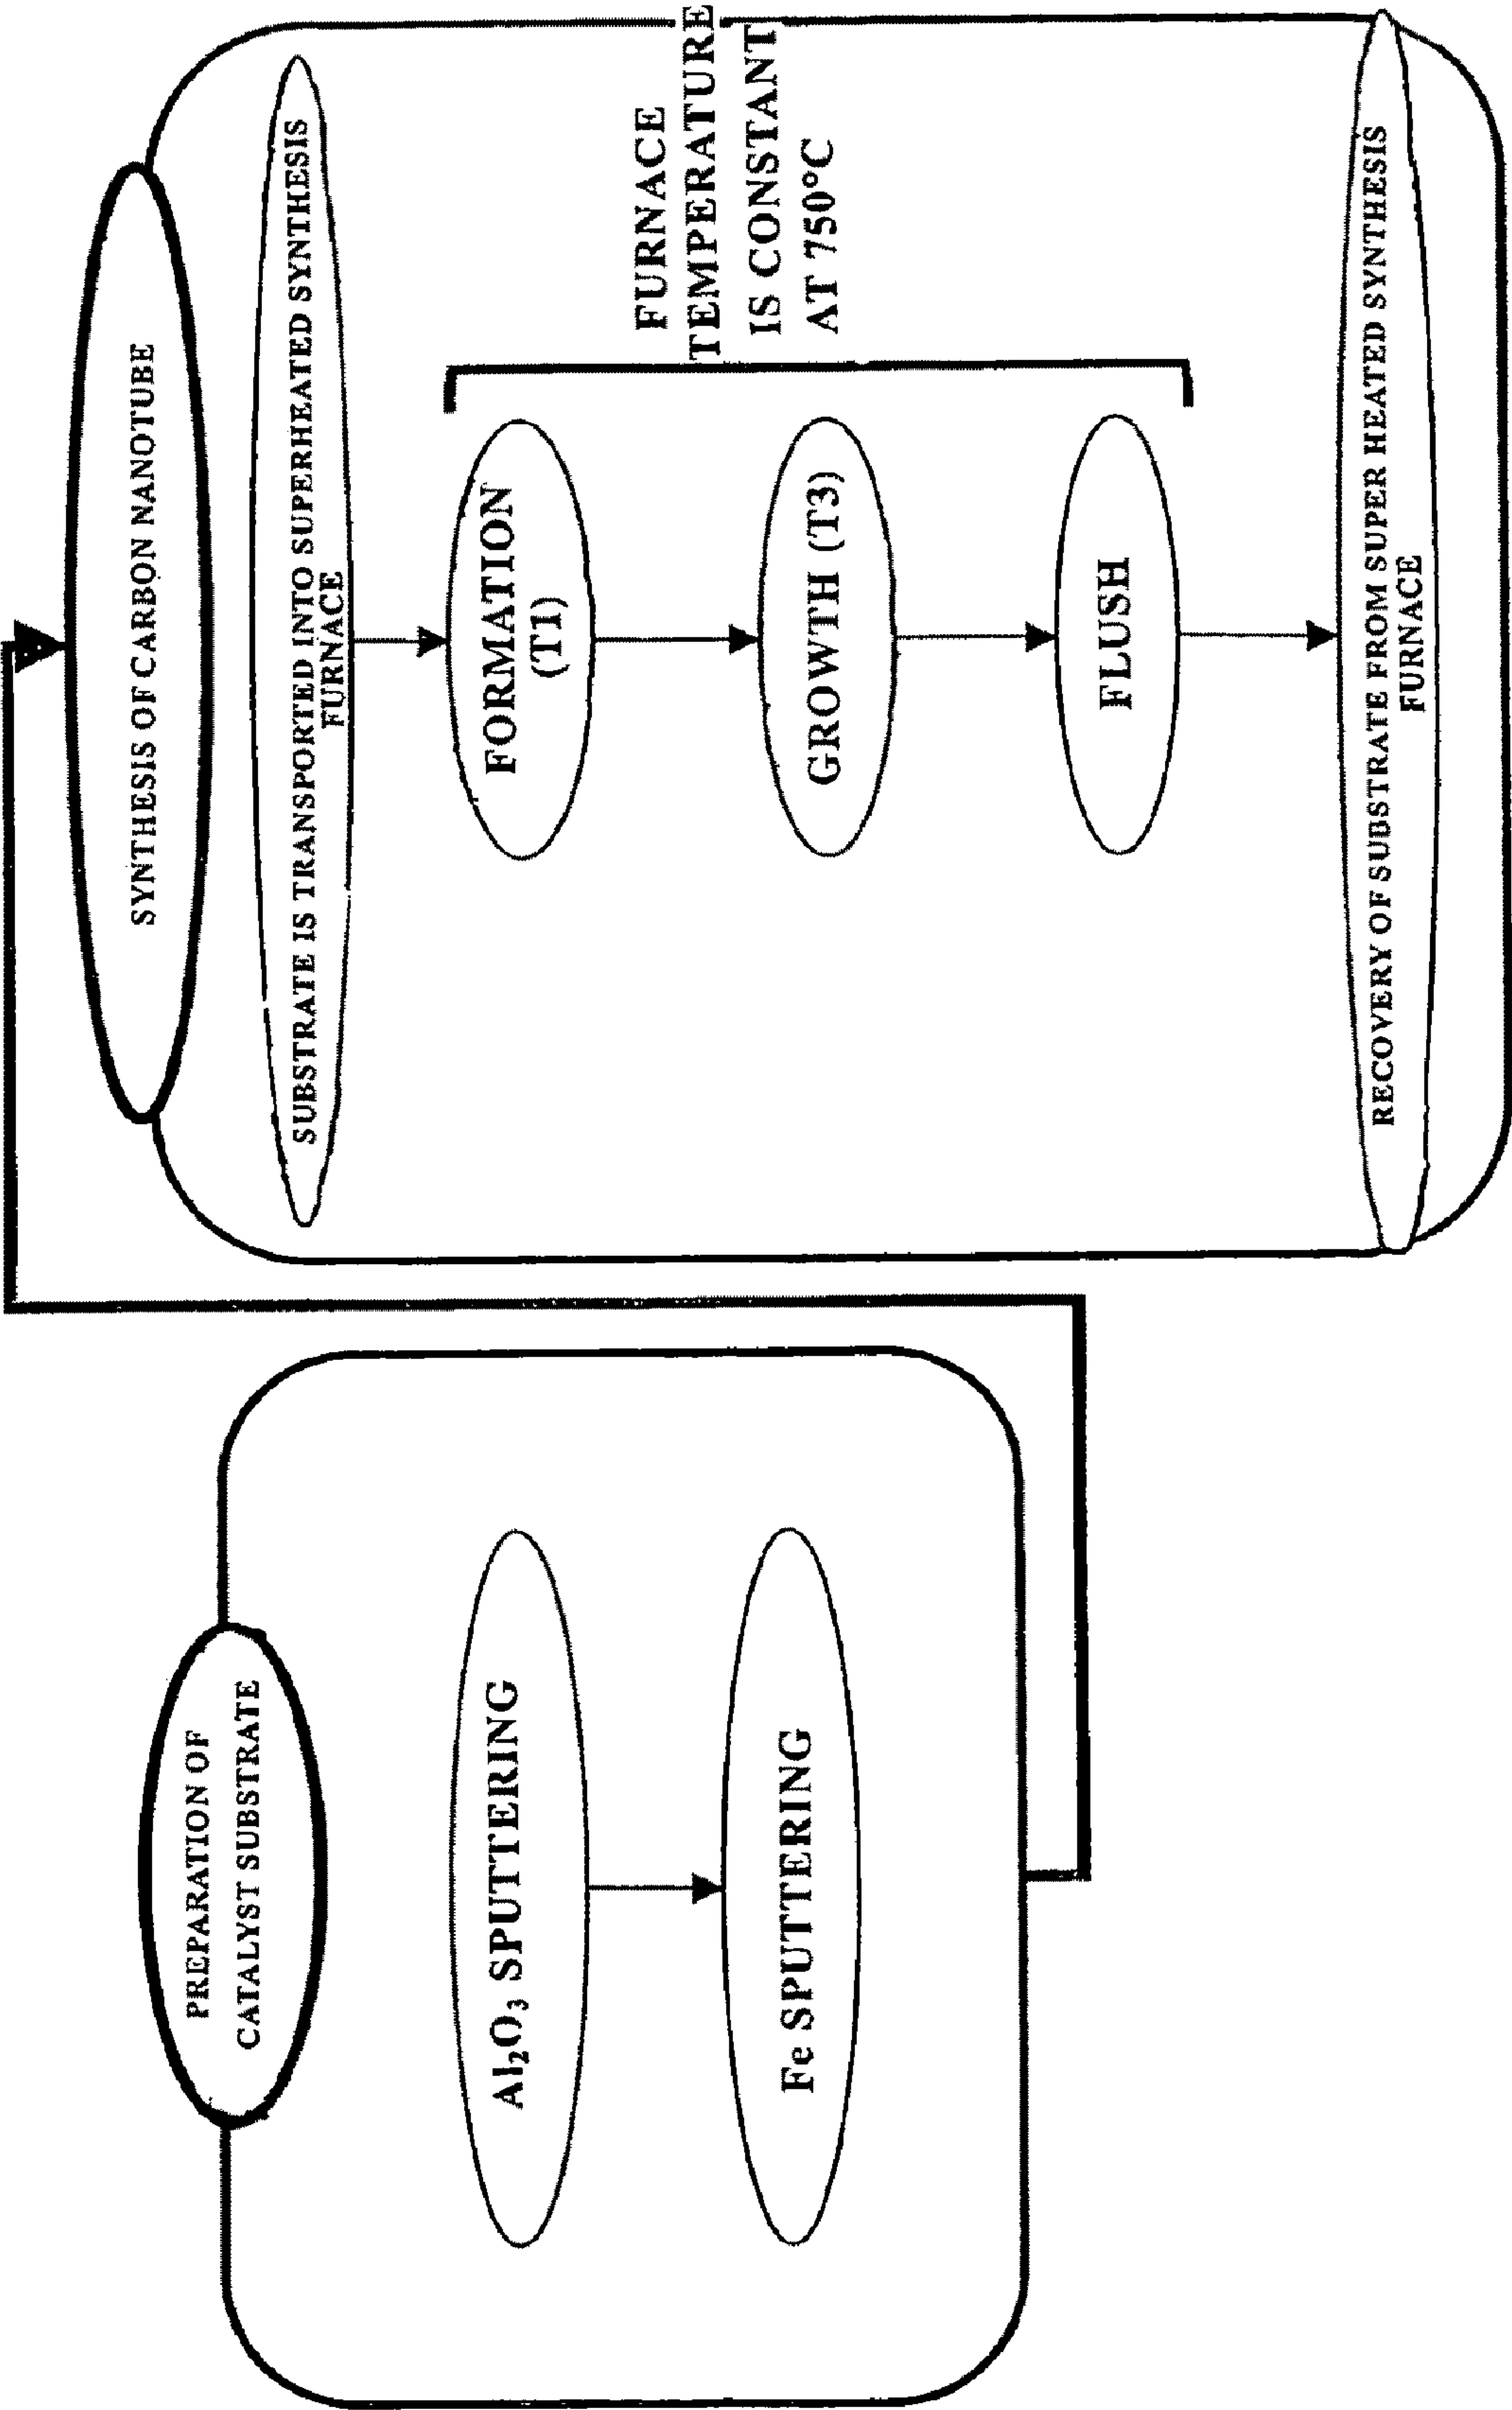 PREPARATION OF
CATALYST SUBSTRATE
Al₂O₃ SPUTTERING
Fe SPUTTERING
SYNTHESIS OF CARBON NANOTUBE
SUBSTRATE IS TRANSPORTED INTO SUPERHEATED SYNTHESIS
FURNACE
FORMATION
(T1)
GROWTH (T3)
FLUSH
FURNACE
TEMPERATURE
IS CONSTANT
AT 750°C
RECOVERY OF SUBSTRATE FROM SUPER HEATED SYNTHESIS
FURNACE